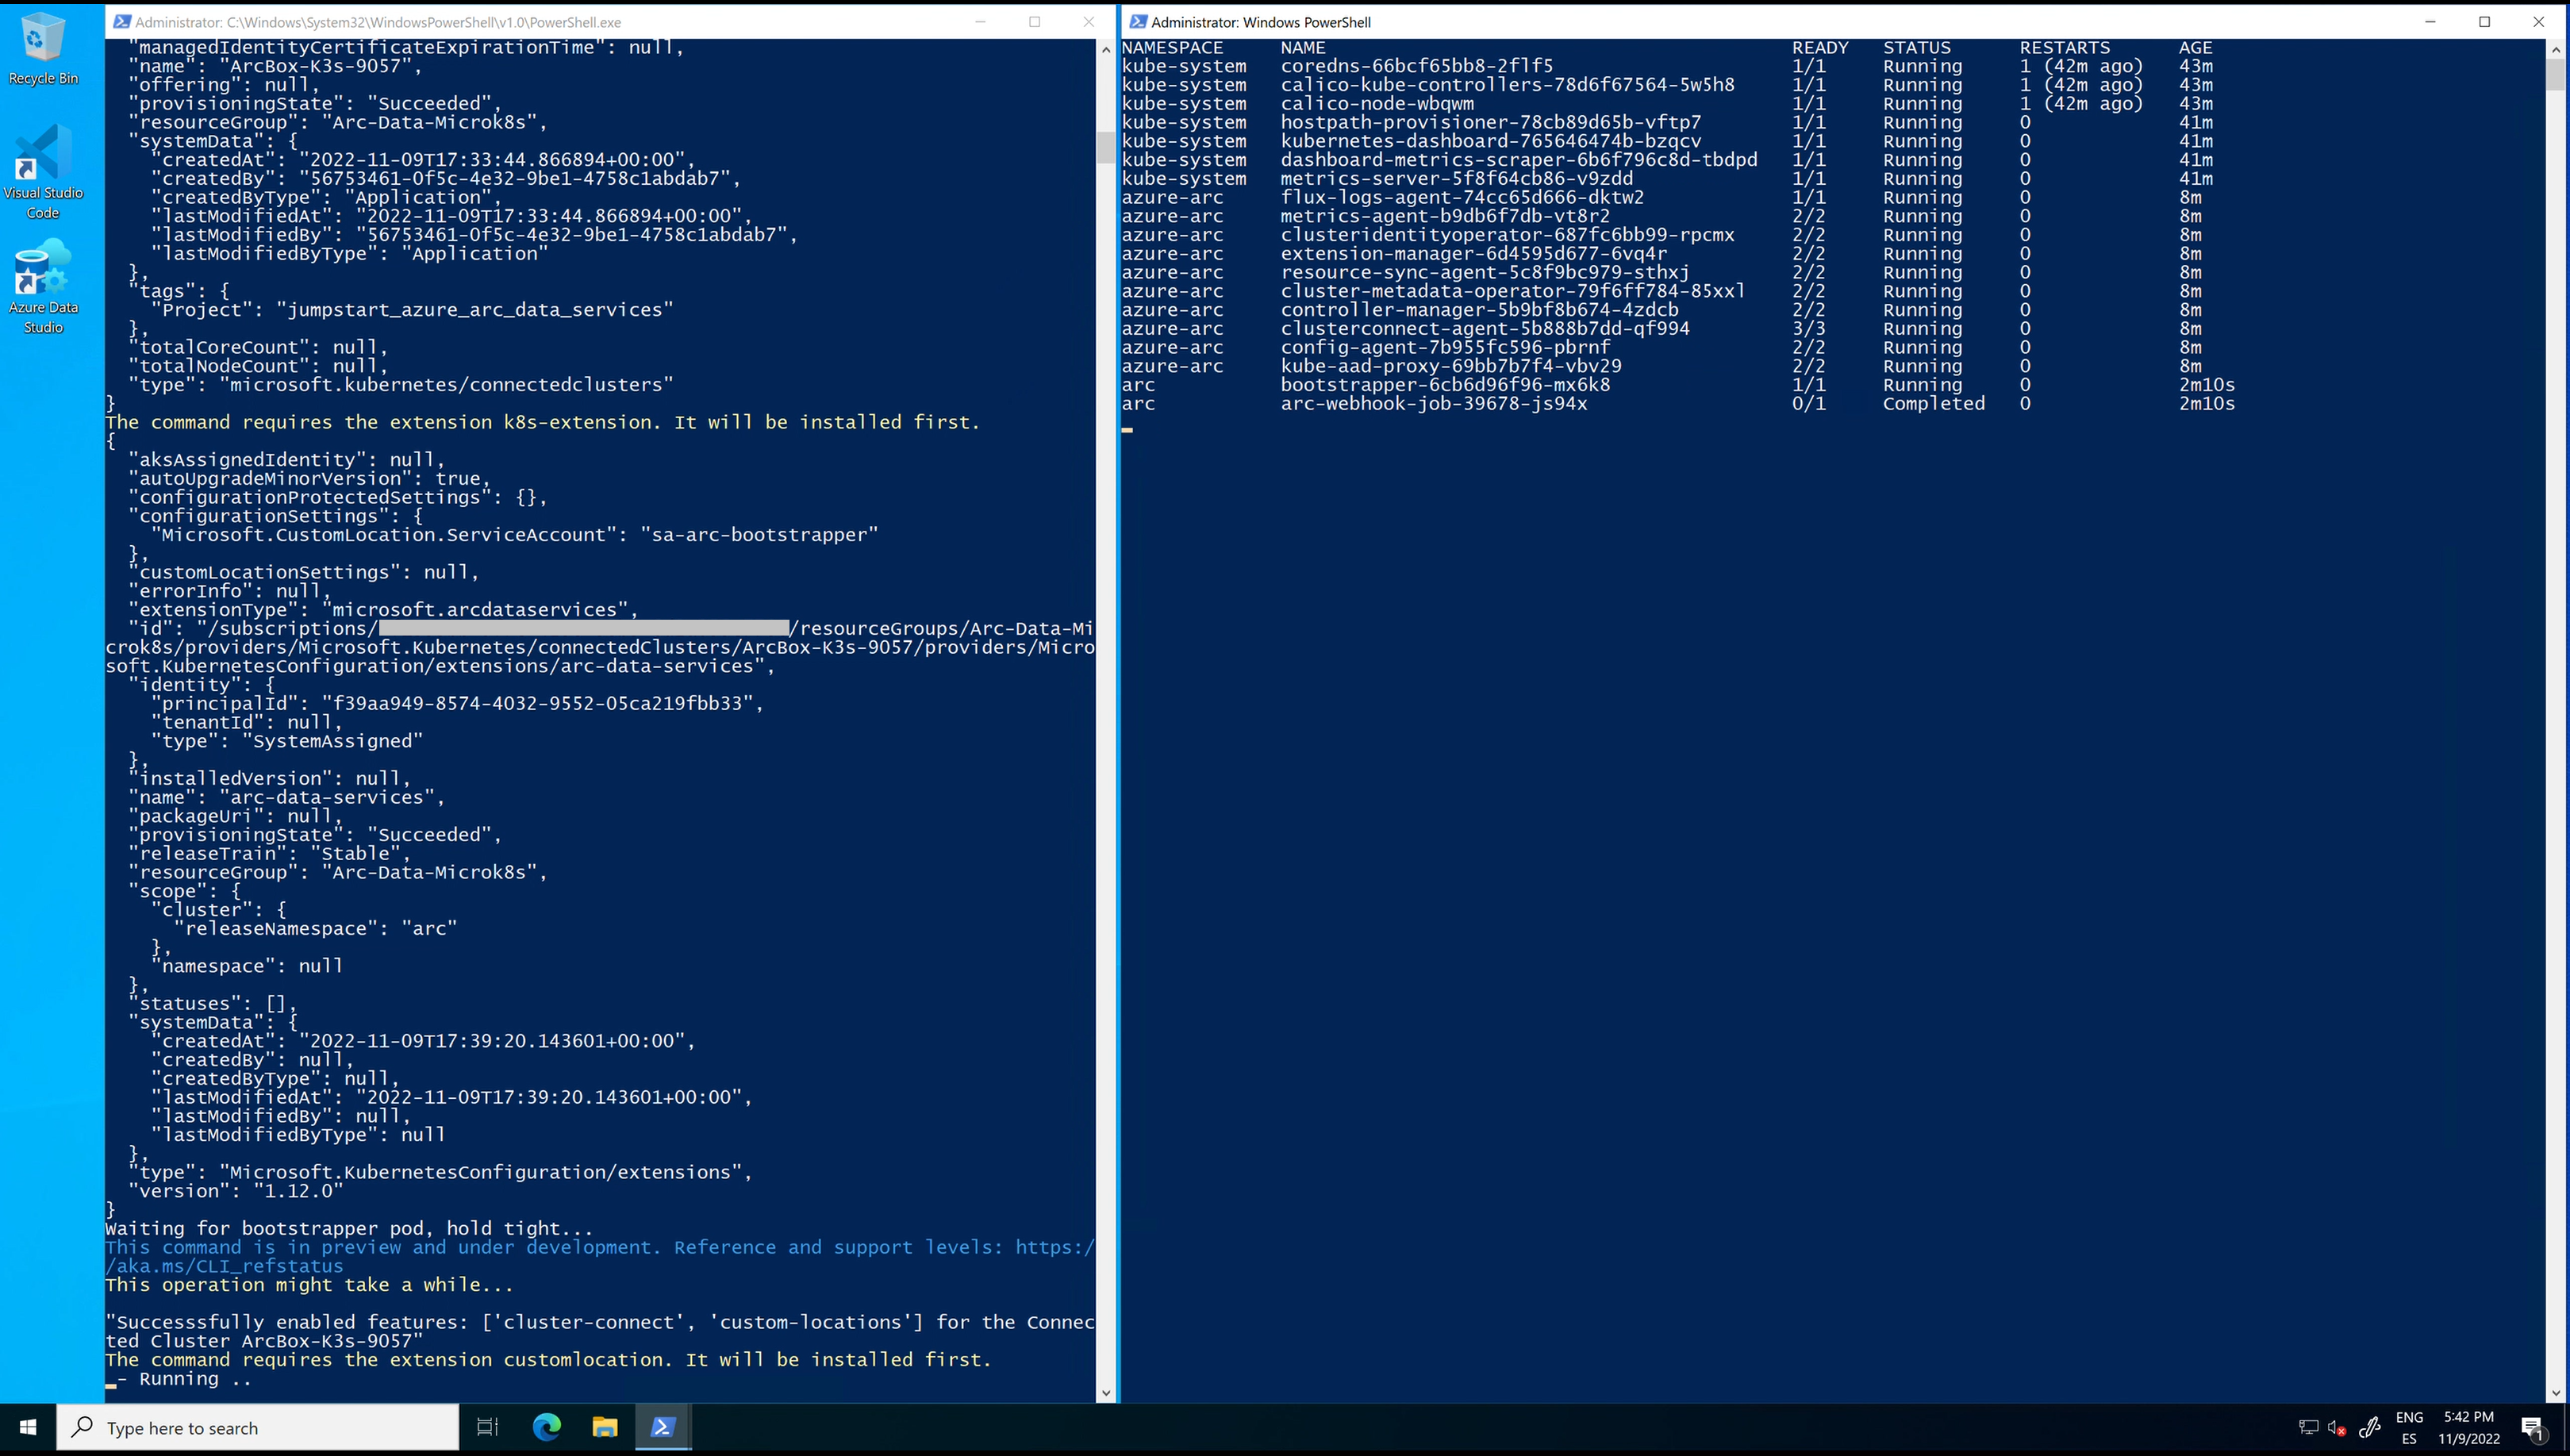 Recycle Bin
Visual Studio
Code
Azure Data
Studio
Administrator: C:\Windows\System32\WindowsPowerShell\v1.0\PowerShell.exe
"managedIdentityCertificateExpirationTime": null,
"name": "ArcBox-K3s-9057",
"offering": null,
"provisioningState": "Succeeded",
"resourceGroup": "Arc-Data-Microk8s",
"systemData": {
"createdAt": "2022-11-09T17:33:44.866894+00:00",
"createdBy": "56753461-0f5c-4e32-9be1-4758c1abdab7",
"createdByType": "Application",
"lastModifiedAt": "2022-11-09T17:33:44.866894+00:00",
"lastModifiedBy": "56753461-0f5c-4e32-9be1-4758c1abdab7",
"lastModifiedByType": "Application"
},
"tags": {
"Project": "jumpstart_azure_arc_data_services"
},
"totalCoreCount": null,
"totalNodeCount": null,
"type": "microsoft.kubernetes/connectedclusters"
}
The command requires the extension k8s-extension. It will be installed first.
{
"aksAssignedIdentity": null,
"autoUpgradeMinorVersion": true,
"configurationProtectedSettings": {},
"configurationSettings": {
"Microsoft.CustomLocation.ServiceAccount": "sa-arc-bootstrapper"
},
"customLocationSettings": null,
"errorInfo": null,
"extensionType": "microsoft.arcdataservices",
"id": "/subscriptions/ /resourceGroups/Arc-Data-Mi
crok8s/providers/Microsoft.Kubernetes/connectedClusters/ArcBox-K3s-9057/providers/Micro
soft.KubernetesConfiguration/extensions/arc-data-services",
"identity": {
"principalId": "f39aa949-8574-4032-9552-05ca219fbb33",
"tenantId": null,
"type": "SystemAssigned"
},
"installedVersion": null,
"name": "arc-data-services",
"packageUri": null,
"provisioningState": "Succeeded",
"releaseTrain": "Stable",
"resourceGroup": "Arc-Data-Microk8s",
"scope": {
"cluster": {
"releaseNamespace": "arc"
},
"namespace": null
},
"statuses": [],
"systemData": {
"createdAt": "2022-11-09T17:39:20.143601+00:00",
"createdBy": null,
"createdByType": null,
"lastModifiedAt": "2022-11-09T17:39:20.143601+00:00",
"lastModifiedBy": null,
"lastModifiedByType": null
},
"type": "Microsoft.KubernetesConfiguration/extensions",
"version": "1.12.0"
}
Waiting for bootstrapper pod, hold tight...
This command is in preview and under development. Reference and support levels: https:/
/aka.ms/CLI_refstatus
This operation might take a while...
"Successsfully enabled features: ['cluster-connect', 'custom-locations'] for the Connec
ted Cluster ArcBox-K3s-9057"
The command requires the extension customlocation. It will be installed first.
_- Running ..
Administrator: Windows PowerShell
NAMESPACE NAME READY STATUS RESTARTS AGE
kube-system coredns-66bcf65bb8-2flf5 1/1 Running 1 (42m ago) 43m
kube-system calico-kube-controllers-78d6f67564-5w5h8 1/1 Running 1 (42m ago) 43m
kube-system calico-node-wbqwm 1/1 Running 1 (42m ago) 43m
kube-system hostpath-provisioner-78cb89d65b-vftp7 1/1 Running 0 41m
kube-system kubernetes-dashboard-765646474b-bzqcv 1/1 Running 0 41m
kube-system dashboard-metrics-scraper-6b6f796c8d-tbdpd 1/1 Running 0 41m
kube-system metrics-server-5f8f64cb86-v9zdd 1/1 Running 0 41m
azure-arc flux-logs-agent-74cc65d666-dktw2 1/1 Running 0 8m
azure-arc metrics-agent-b9db6f7db-vt8r2 2/2 Running 0 8m
azure-arc clusteridentityoperator-687fc6bb99-rpcmx 2/2 Running 0 8m
azure-arc extension-manager-6d4595d677-6vq4r 2/2 Running 0 8m
azure-arc resource-sync-agent-5c8f9bc979-sthxj 2/2 Running 0 8m
azure-arc cluster-metadata-operator-79f6ff784-85xxl 2/2 Running 0 8m
azure-arc controller-manager-5b9bf8b674-4zdcb 2/2 Running 0 8m
azure-arc clusterconnect-agent-5b888b7dd-qf994 3/3 Running 0 8m
azure-arc config-agent-7b955fc596-pbrnf 2/2 Running 0 8m
azure-arc kube-aad-proxy-69bb7b7f4-vbv29 2/2 Running 0 8m
arc bootstrapper-6cb6d96f96-mx6k8 1/1 Running 0 2m10s
arc arc-webhook-job-39678-js94x 0/1 Completed 0 2m10s
Type here to search
ENG
ES
5:42 PM
11/9/2022
1